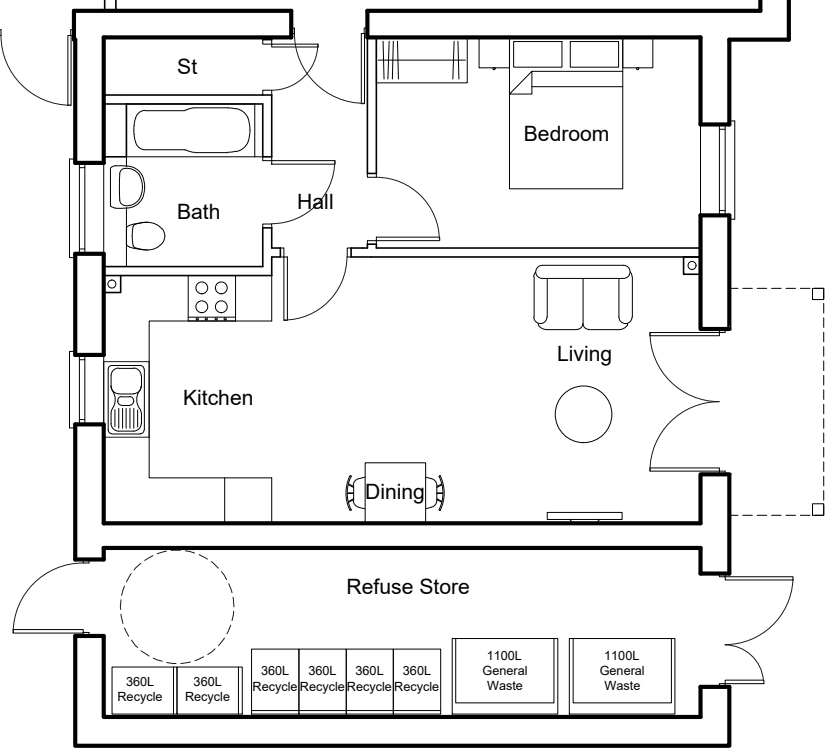 St
Bedroom
Hall
Bath
Living
Kitchen
Dining
Refuse Store
360L
Recycle
360L
Recycle
360L
Recycle
360L
Recycle
360L
Recycle
360L
Recycle
1100L
General
Waste
1100L
General
Waste